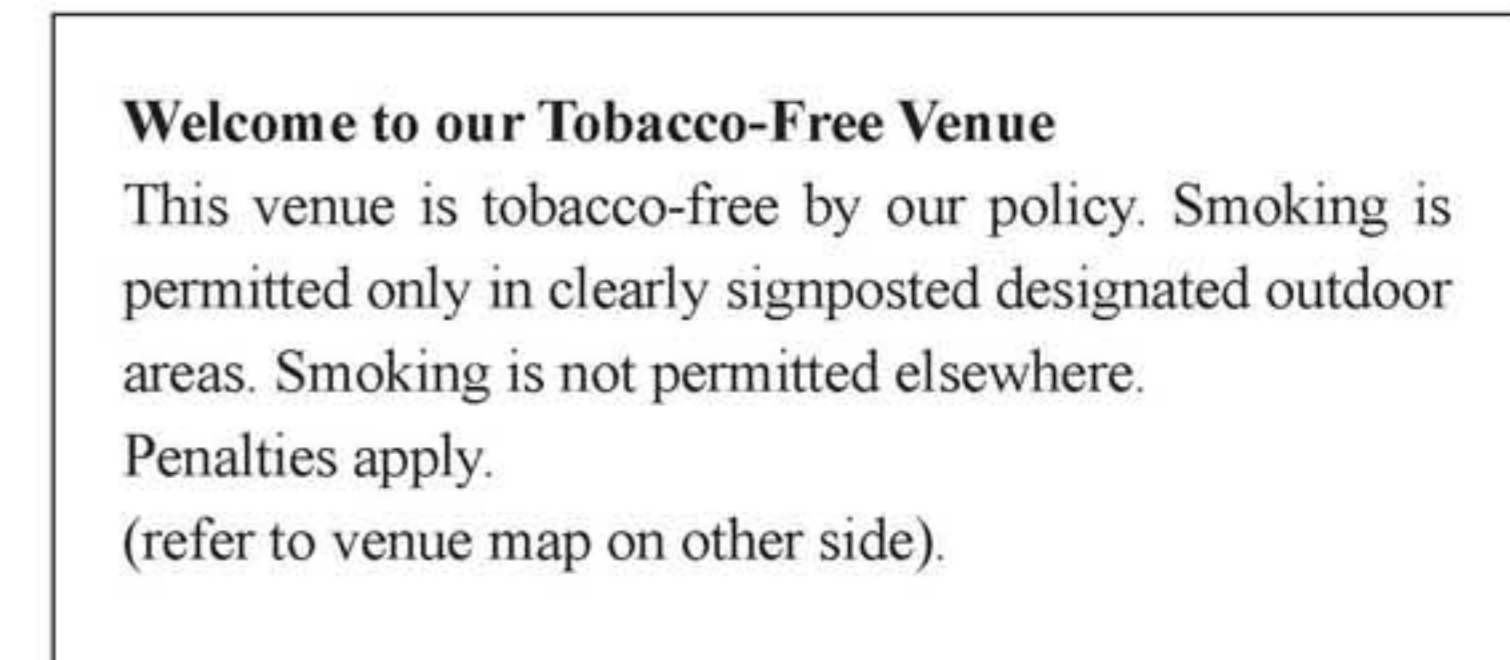 Welcome to our Tobacco-Free Venue
This venue is tobacco-free by our policy. Smoking is
permitted only in clearly signposted designated outdoor
areas. Smoking is not permitted elsewhere.
Penalties apply.
(refer to venue map on other side).